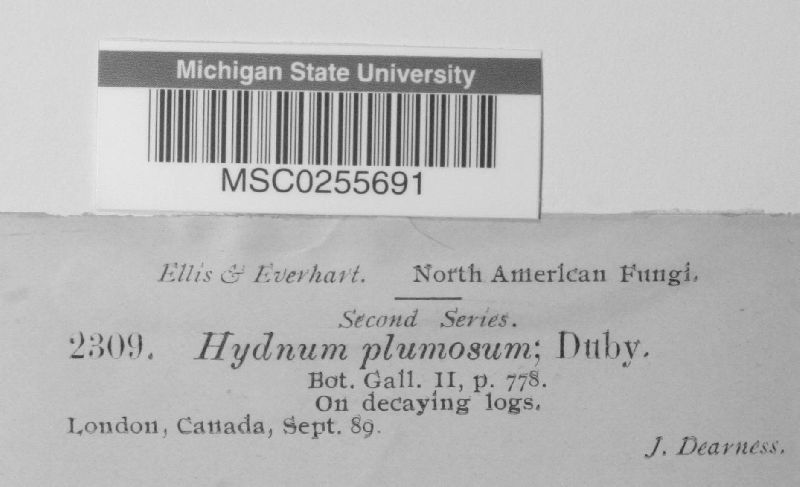 Michigan State University
MSC0255691
Ellis & Everhart. North American Fungi.
Second Series.
2309. Hydnum plumosum; Duby.
Bot. Gall. II, p. 778.
On decaying logs.
London, Canada, Sept. 89.
J. Dearness.